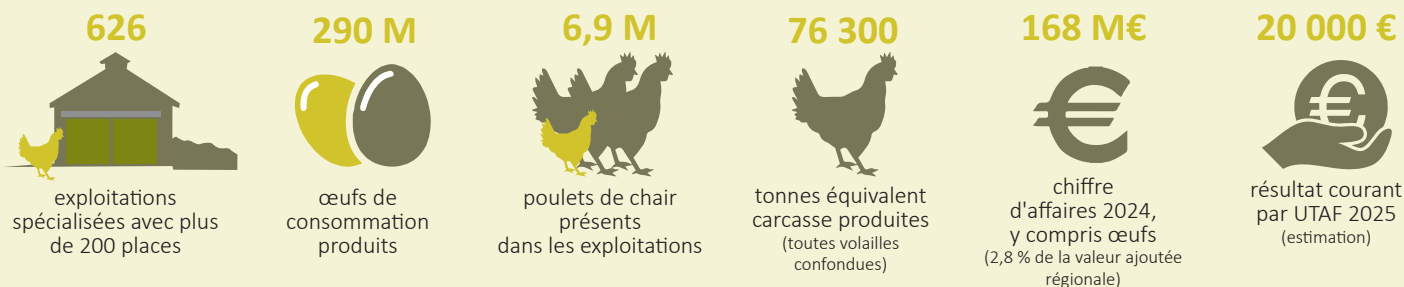 626
exploitations
spécialisées avec plus
de 200 places
290 M
œufs de
consommation
produits
6,9 M
poulets de chair
présents
dans les exploitations
76 300
tonnes équivalent
carcasse produites
(toutes volailles
confondues)
168 M€
chiffre
d'affaires 2024,
y compris œufs
(2,8 % de la valeur ajoutée
régionale)
20 000 €
résultat courant
par UTAF 2025
(estimation)